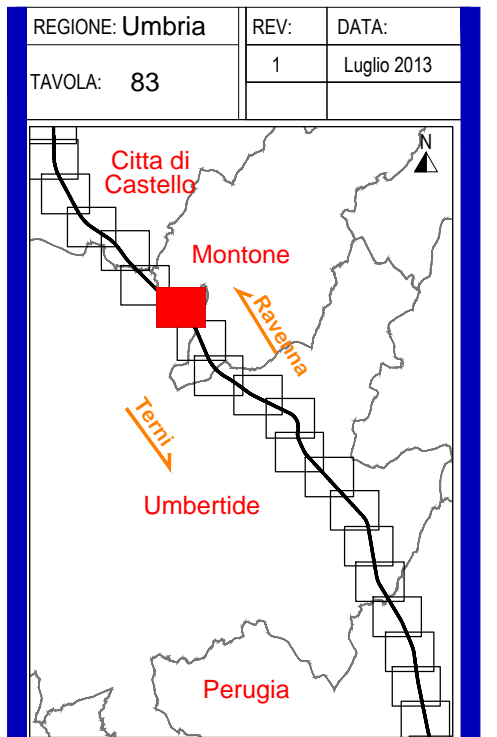 REGIONE: Umbria
REV:
DATA:
TAVOLA: 83
1
Luglio 2013
N
Citta di
Castello
Montone
Ravenna
Terni
Umbertide
Perugia